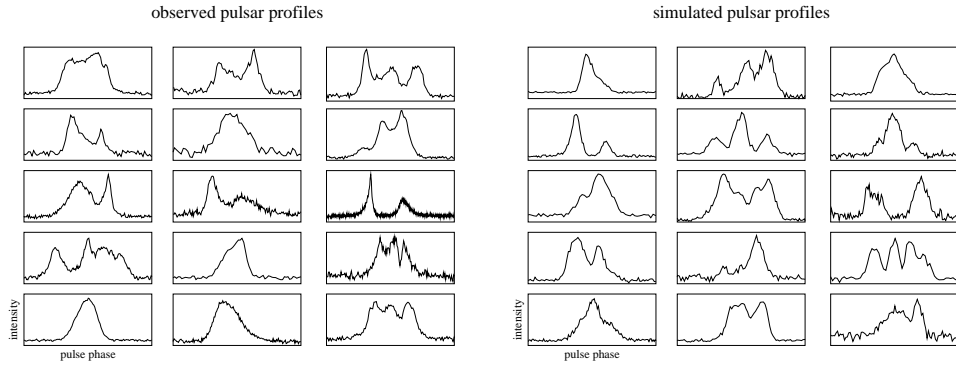 observed pulsar profiles
simulated pulsar profiles
intensity
pulse phase
intensity
pulse phase